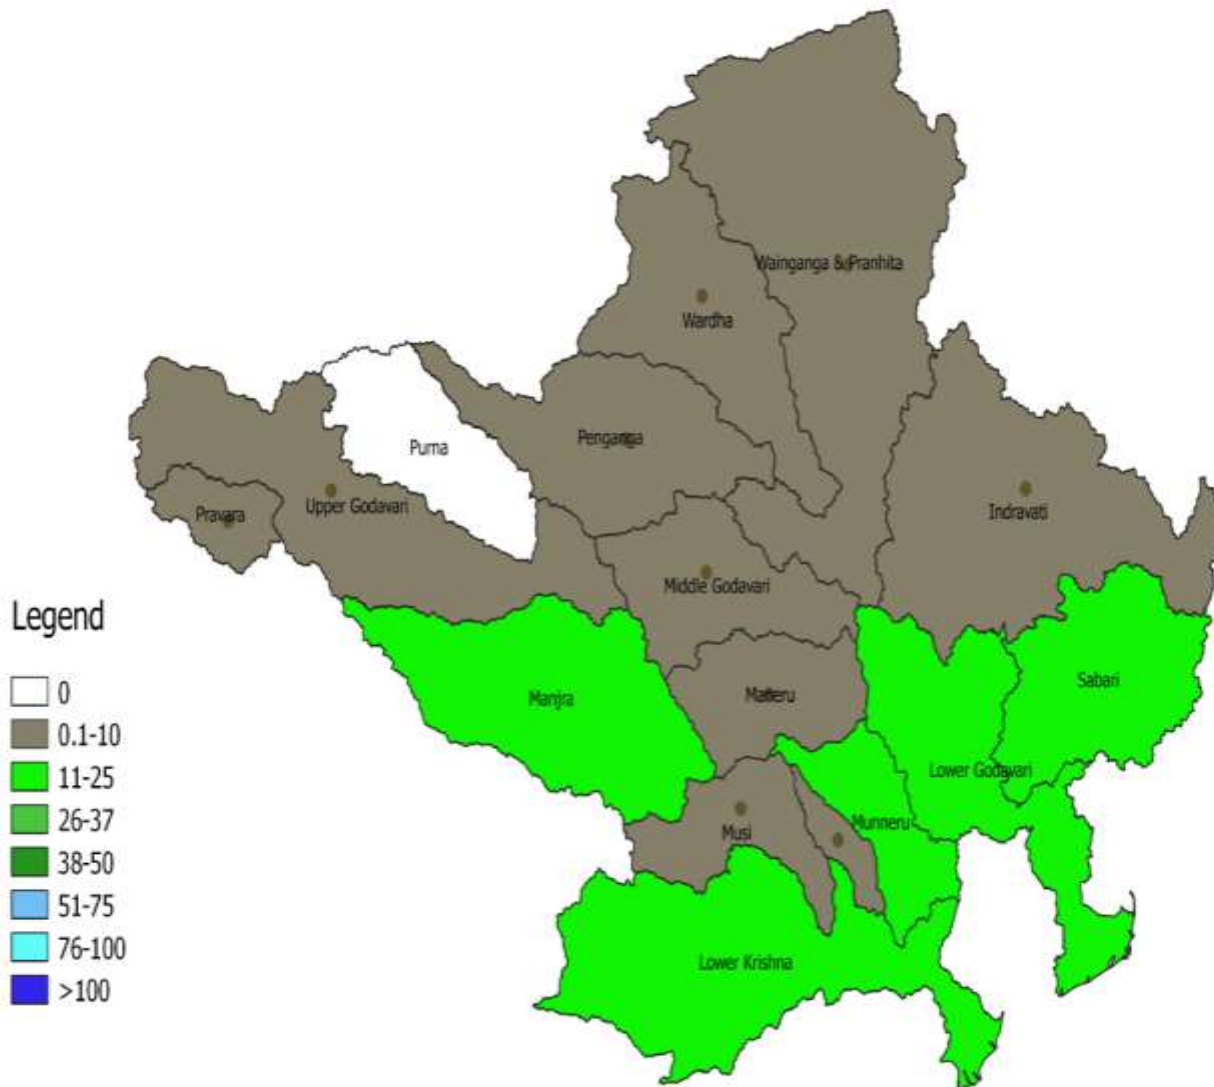 Wainganga & Pranhita
Wardha
Purna
Penganga
Upper Godavari
Pravara
Indravati
Middle Godavari
Manjra
Sabari
Lower Godavari
Musi
Munneru
Lower Krishna
Legend
0
0.1-10
11-25
26-37
38-50
51-75
76-100
>100